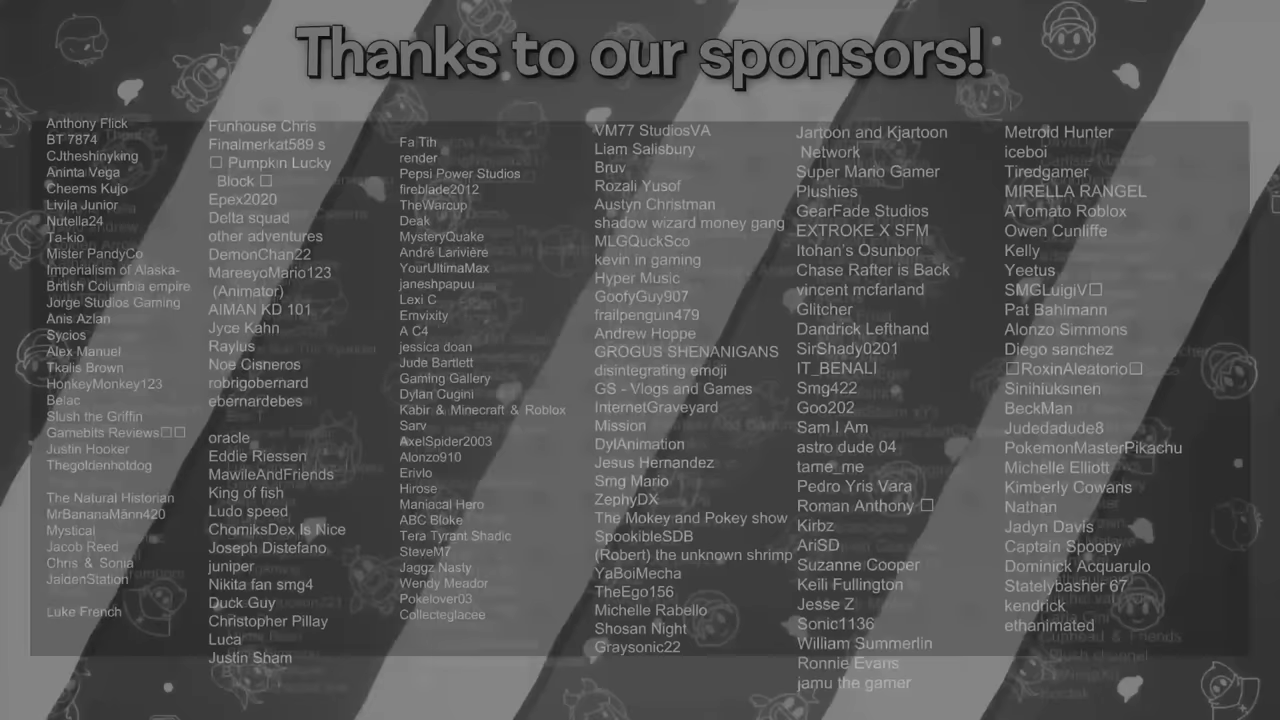 Thanks to our sponsors!
Anthony Flick
BT 7874
CJtheshinyking
Aninta Vega
Cheems Kujo
Livila Junior
Nutella24
Ta-kio
Mister PandyCo
Imperialism of Alaska-
British Columbia empire
Jorge Studios Gaming
Anis Azlan
Sycios
Alex Manuel
Tkalis Brown
HonkeyMonkey123
Belac
Slush the Griffin
Gamebits Reviews□□
Justin Hooker
Thegoldenhotdog
The Natural Historian
MrBananaMann420
Mystical
Jacob Reed
Chris & Sonia
JaidenStation
Luke French
Funhouse Chris
Finalmerkat589 s
□ Pumpkin Lucky
Block □
Epex2020
Delta squad
other adventures
DemonChan22
MareeyoMario123
(Animator)
AIMAN KD 101
Jyce Kahn
Raylus
Noe Cisneros
robrigobernard
ebernardebes
oracle
Eddie Riessen
MawileAndFriends
King of fish
Ludo speed
ChomiksDex Is Nice
Joseph Distefano
juniper
Nikita fan smg4
Duck Guy
Christopher Pillay
Luca
Justin Sham
Fa Tih
render
Pepsi Power Studios
fireblade2012
TheWarcup
Deak
MysteryQuake
André Larivière
YourUltimaMax
janeshpapuu
Lexi C
Emvixity
A C4
jessica doan
Jude Bartlett
Gaming Gallery
Dylan Cugini
Kabir & Minecraft & Roblox
Sarv
AxelSpider2003
Alonzo910
Erivlo
Hirose
Maniacal Hero
ABC Bloke
Tera Tyrant Shadic
SteveM7
Jaggz Nasty
Wendy Meador
Pokelover03
Collecteglacee
VM77 StudiosVA
Liam Salisbury
Bruv
Rozali Yusof
Austyn Christman
shadow wizard money gang
MLGQuckSco
kevin in gaming
Hyper Music
GoofyGuy907
frailpenguin479
Andrew Hoppe
GROGUS SHENANIGANS
disintegrating emoji
GS - Vlogs and Games
InternetGraveyard
Mission
DylAnimation
Jesus Hernandez
Smg Mario
ZephyDX
The Mokey and Pokey show
SpookibleSDB
(Robert) the unknown shrimp
YaBoiMecha
TheEgo156
Michelle Rabello
Shosan Night
Graysonic22
Jartoon and Kjartoon
Network
Super Mario Gamer
Plushies
GearFade Studios
EXTROKE X SFM
Itohan's Osunbor
Chase Rafter is Back
vincent mcfarland
Glitcher
Dandrick Lefthand
SirShady0201
IT_BENALI
Smg422
Goo202
Sam I Am
astro dude 04
tame_me
Pedro Yris Vara
Roman Anthony □
Kirbz
AriSD
Suzanne Cooper
Keili Fullington
Jesse Z
Sonic1136
William Summerlin
Ronnie Evans
jamu the gamer
Metroid Hunter
iceboi
Tiredgamer
MIRELLA RANGEL
ATomato Roblox
Owen Cunliffe
Kelly
Yeetus
SMGLuigiV□
Pat Bahlmann
Alonzo Simmons
Diego sanchez
□RoxinAleatorio□
Sinihiuksinen
BeckMan
Judedadude8
PokemonMasterPikachu
Michelle Elliott
Kimberly Cowans
Nathan
Jadyn Davis
Captain Spoopy
Dominick Acquarulo
Statelybasher 67
kendrick
ethanimated